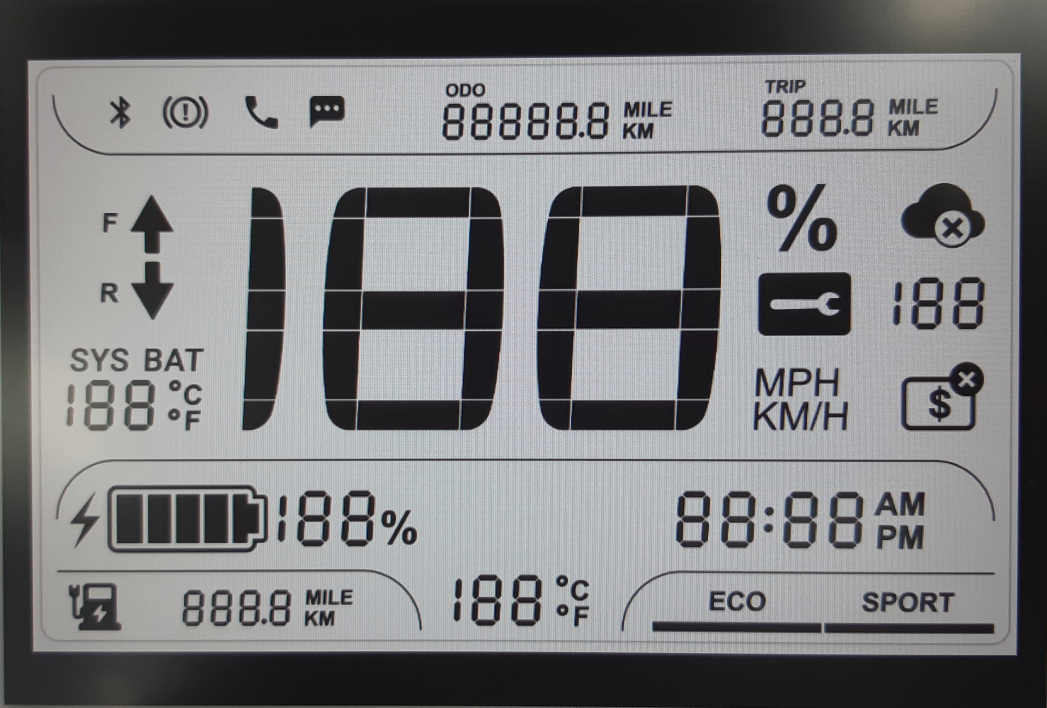 ODO
88888.8 MILE
KM
TRIP
888.8 MILE
KM
F
R
SYS BAT
188 °C
°F
188
%
188
MPH
KM/H
$
188%
88:88 AM
PM
888.8 MILE
KM
188 °C
°F
ECO SPORT